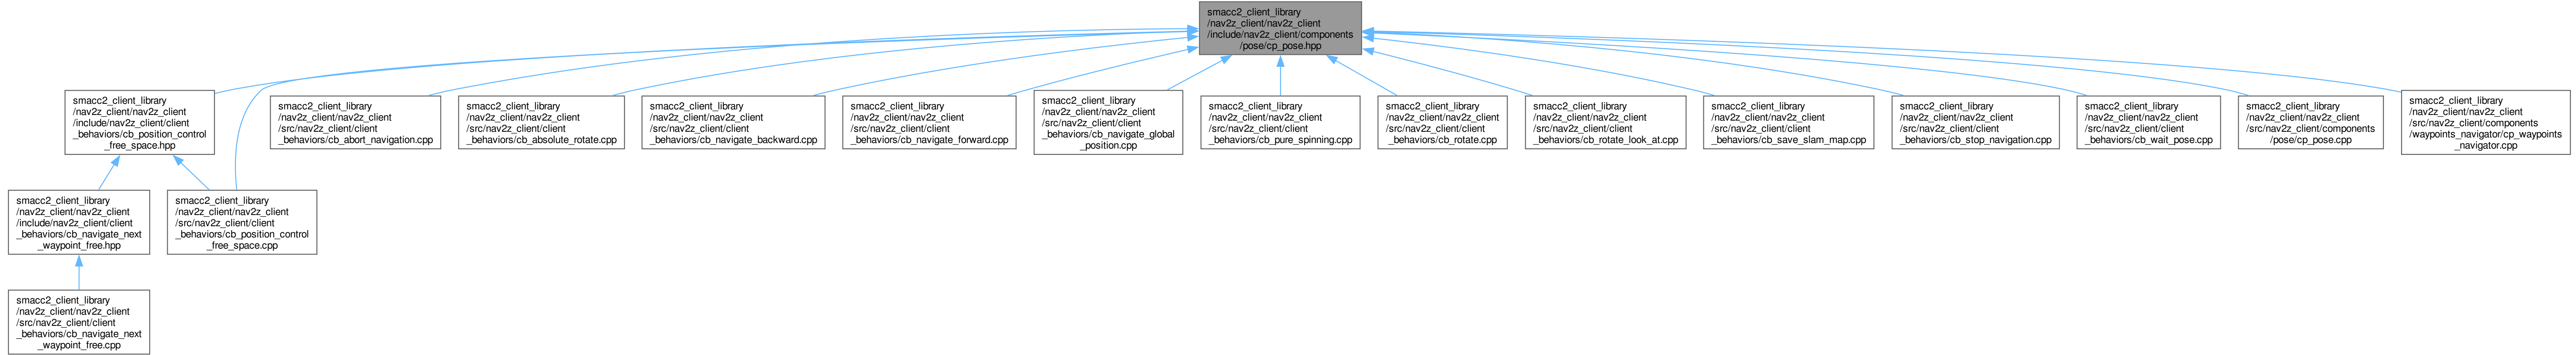 smacc2_client_library
/nav2z_client/nav2z_client
/include/nav2z_client/components
/pose/cp_pose.hpp
smacc2_client_library
/nav2z_client/nav2z_client
/include/nav2z_client/client
_behaviors/cb_position_control
_free_space.hpp
smacc2_client_library
/nav2z_client/nav2z_client
/src/nav2z_client/client
_behaviors/cb_abort_navigation.cpp
smacc2_client_library
/nav2z_client/nav2z_client
/src/nav2z_client/client
_behaviors/cb_absolute_rotate.cpp
smacc2_client_library
/nav2z_client/nav2z_client
/src/nav2z_client/client
_behaviors/cb_navigate_backward.cpp
smacc2_client_library
/nav2z_client/nav2z_client
/src/nav2z_client/client
_behaviors/cb_navigate_forward.cpp
smacc2_client_library
/nav2z_client/nav2z_client
/src/nav2z_client/client
_behaviors/cb_navigate_global
_position.cpp
smacc2_client_library
/nav2z_client/nav2z_client
/src/nav2z_client/client
_behaviors/cb_pure_spinning.cpp
smacc2_client_library
/nav2z_client/nav2z_client
/src/nav2z_client/client
_behaviors/cb_rotate.cpp
smacc2_client_library
/nav2z_client/nav2z_client
/src/nav2z_client/client
_behaviors/cb_rotate_look_at.cpp
smacc2_client_library
/nav2z_client/nav2z_client
/src/nav2z_client/client
_behaviors/cb_save_slam_map.cpp
smacc2_client_library
/nav2z_client/nav2z_client
/src/nav2z_client/client
_behaviors/cb_stop_navigation.cpp
smacc2_client_library
/nav2z_client/nav2z_client
/src/nav2z_client/client
_behaviors/cb_wait_pose.cpp
smacc2_client_library
/nav2z_client/nav2z_client
/src/nav2z_client/components
/pose/cp_pose.cpp
smacc2_client_library
/nav2z_client/nav2z_client
/src/nav2z_client/components
/waypoints_navigator/cp_waypoints
_navigator.cpp
smacc2_client_library
/nav2z_client/nav2z_client
/include/nav2z_client/client
_behaviors/cb_navigate_next
_waypoint_free.hpp
smacc2_client_library
/nav2z_client/nav2z_client
/src/nav2z_client/client
_behaviors/cb_position_control
_free_space.cpp
smacc2_client_library
/nav2z_client/nav2z_client
/src/nav2z_client/client
_behaviors/cb_navigate_next
_waypoint_free.cpp